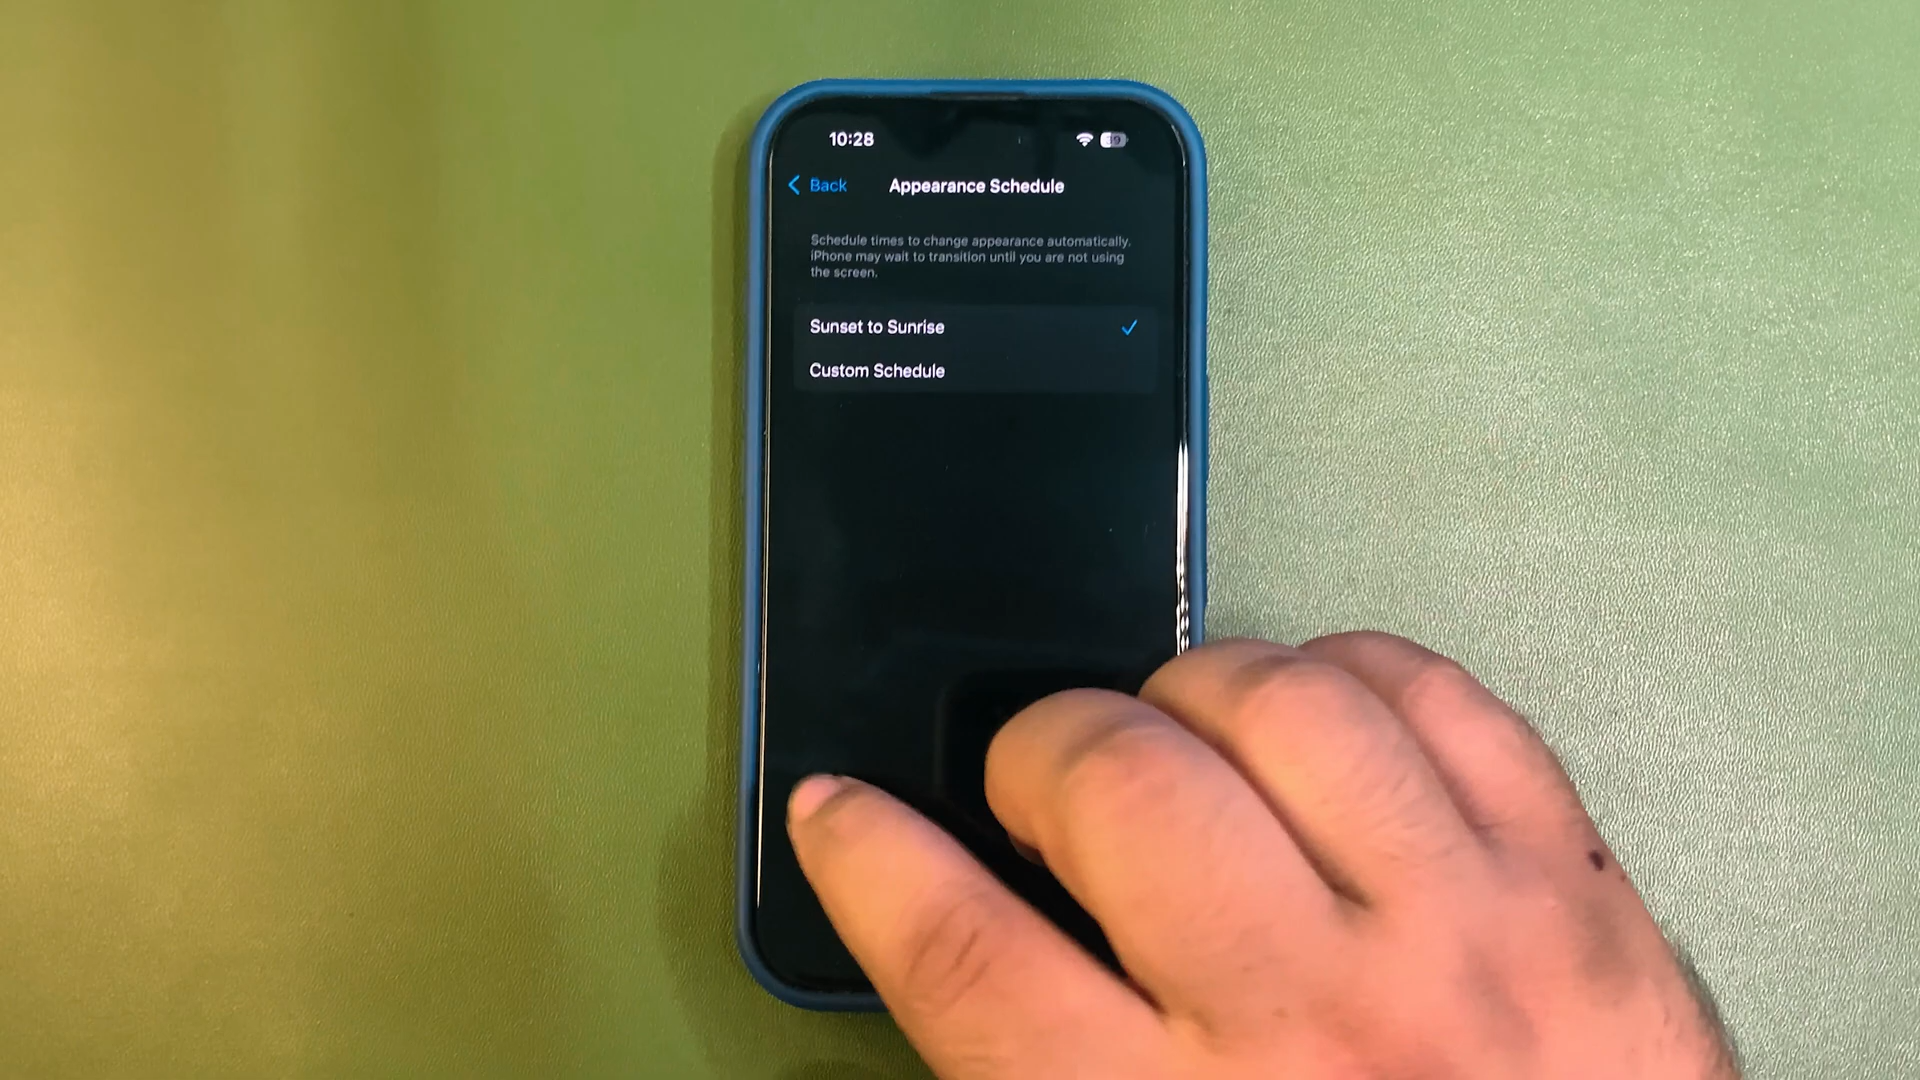 10:28
Back
Appearance Schedule
Schedule times to change appearance automatically.
iPhone may wait to transition until you are not using
the screen.
Sunset to Sunrise
Custom Schedule